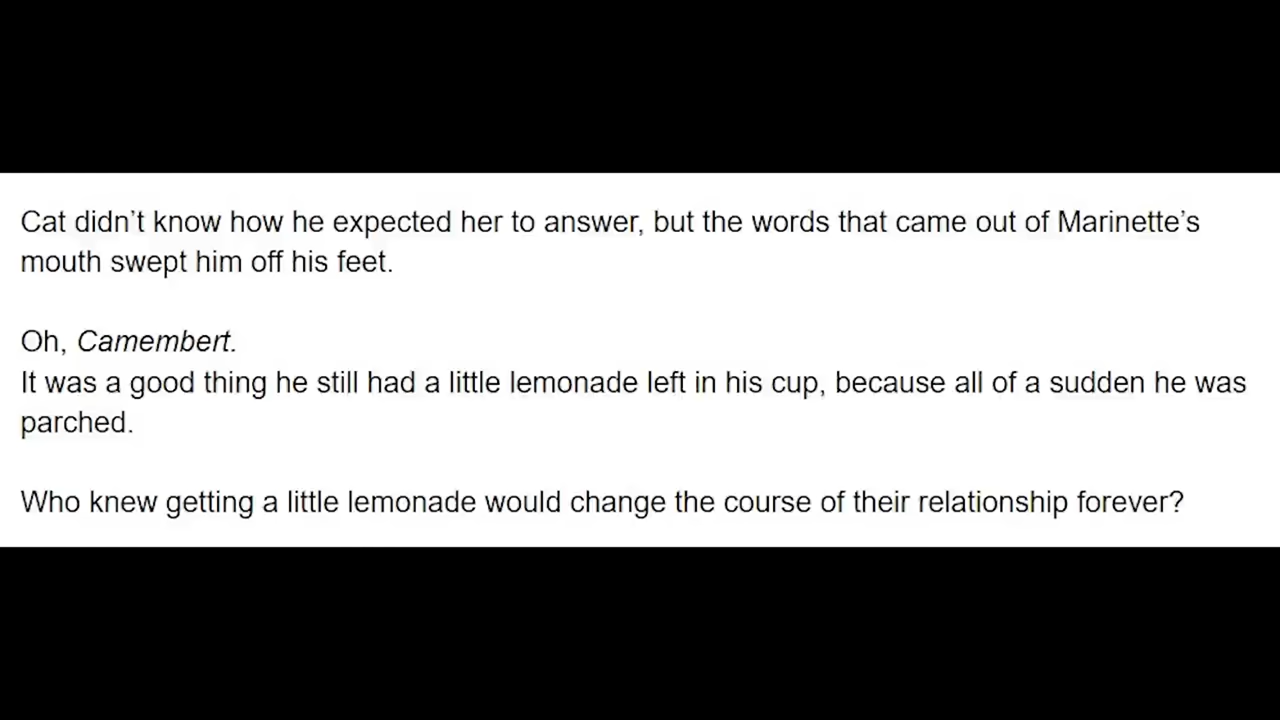 Cat didn’t know how he expected her to answer, but the words that came out of Marinette’s
mouth swept him off his feet.
Oh, Camembert.
It was a good thing he still had a little lemonade left in his cup, because all of a sudden he was
parched.
Who knew getting a little lemonade would change the course of their relationship forever?